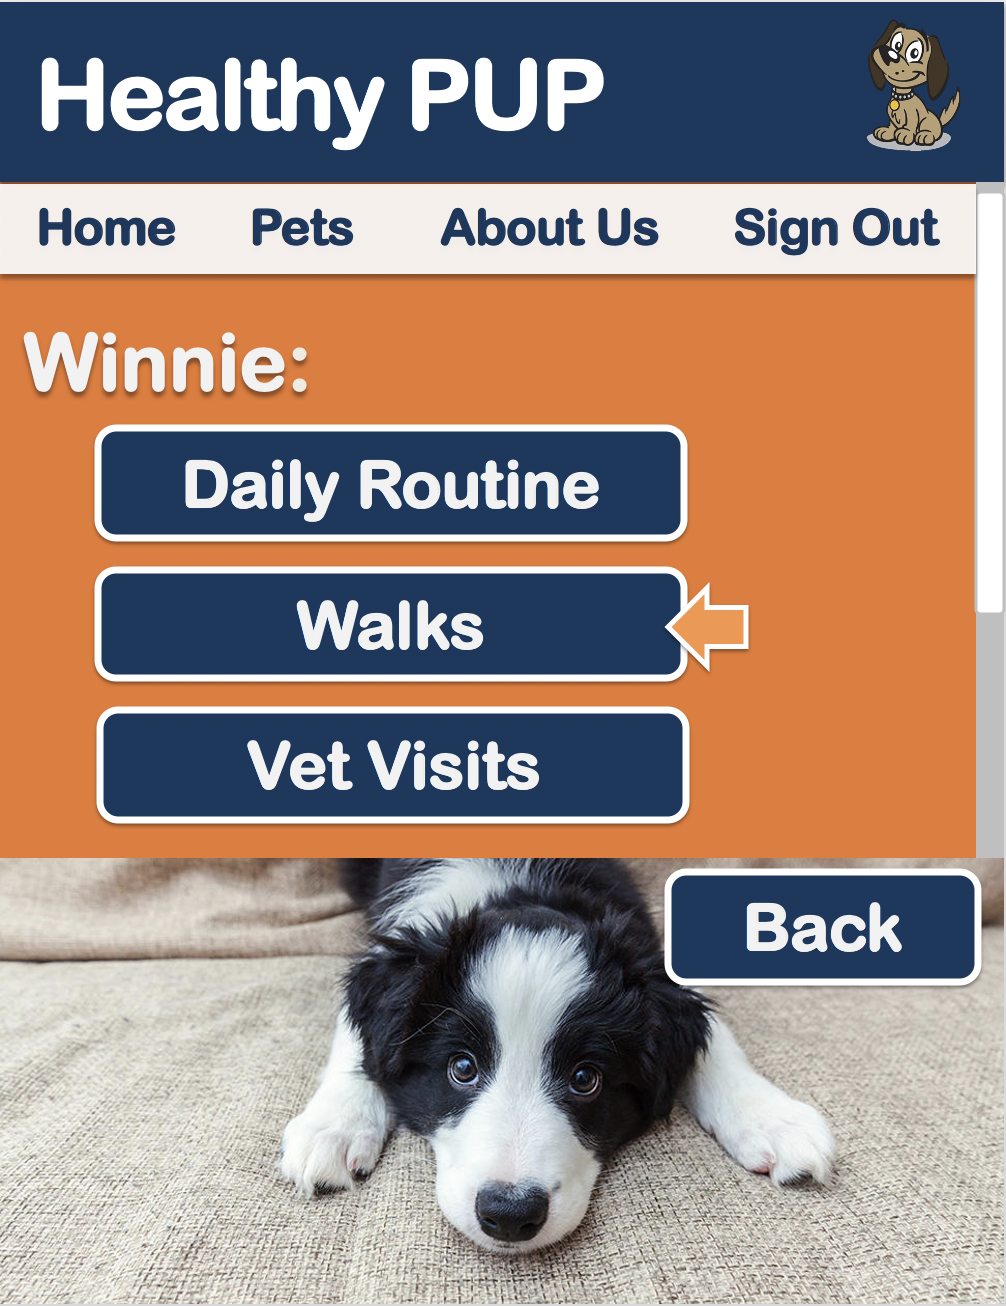 Healthy PUP
Home Pets About Us Sign Out
Winnie:
Daily Routine
Walks
Vet Visits
Back